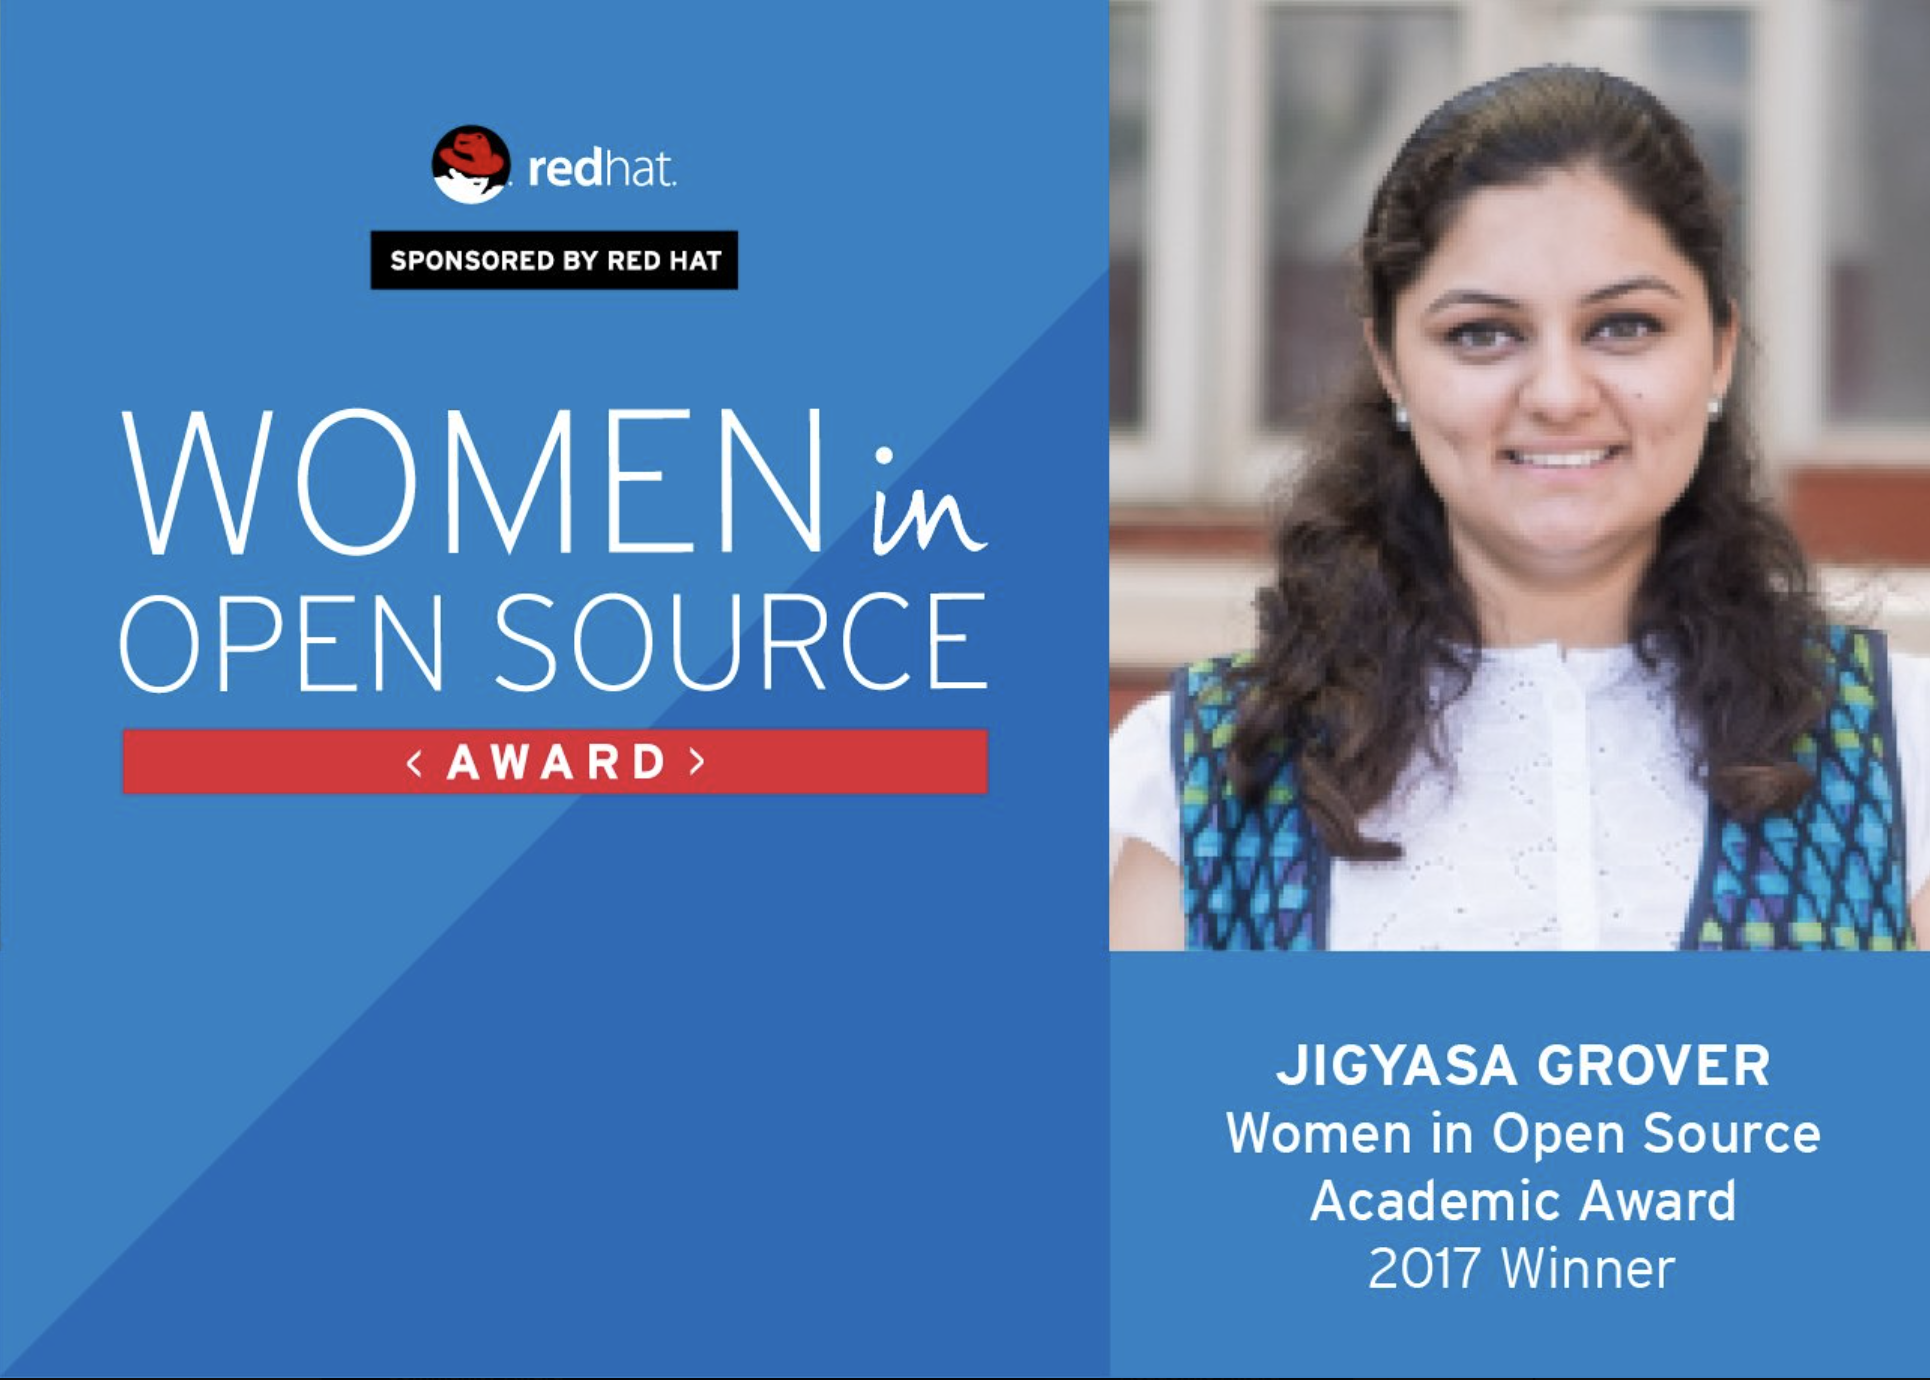 redhat.
SPONSORED BY RED HAT
WOMEN in
OPEN SOURCE
< AWARD >
JIGYASA GROVER
Women in Open Source
Academic Award
2017 Winner